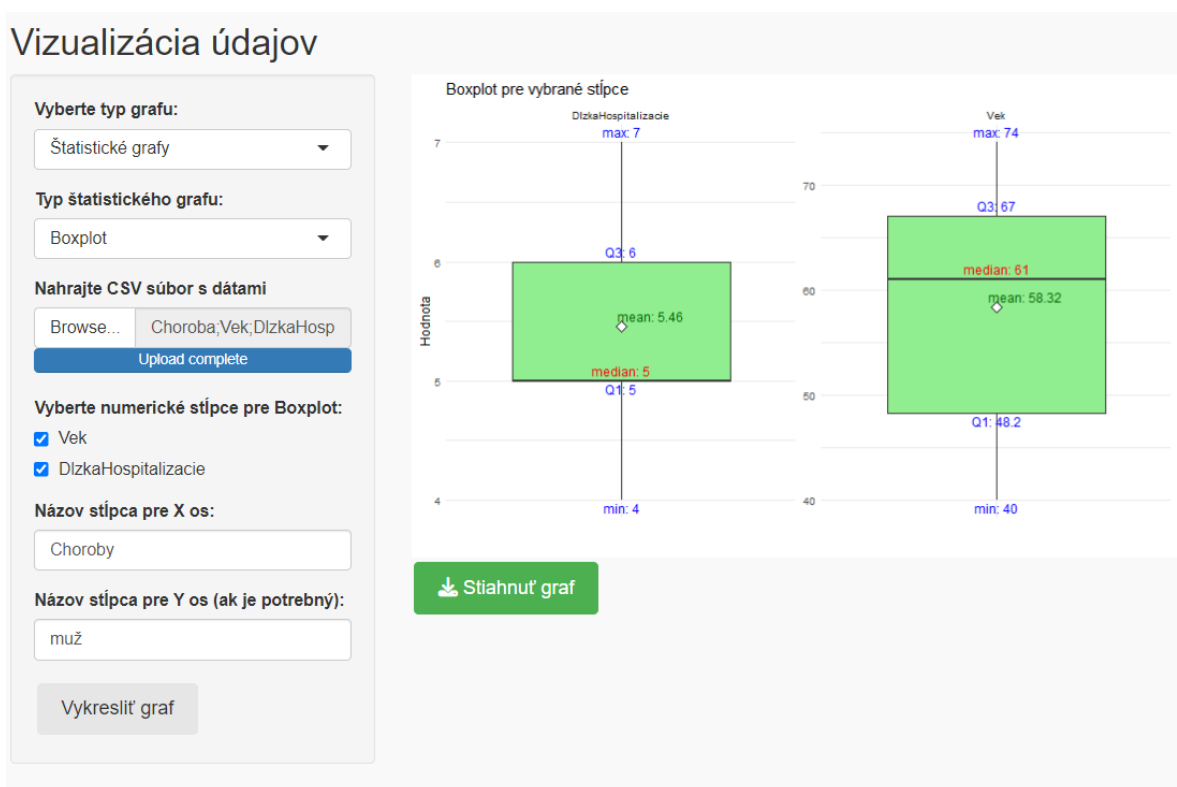 Vizualizácia údajov
Vyberte typ grafu:
Štatistické grafy
Typ štatistického grafu:
Boxplot
Nahrajte CSV súbor s dátami
Browse... Choroba;Vek;DlzkaHosp
Upload complete
Vyberte numerické stĺpce pre Boxplot:
Vek
DlzkaHospitalizacie
Názov stĺpca pre X os:
Choroby
Názov stĺpca pre Y os (ak je potrebný):
muž
Vykresliť graf
Boxplot pre vybrané stĺpce
DlzkaHospitalizacie
max: 7
7
Q3: 6
6
mean: 5.46
Hodnota
median: 5
5
Q1: 5
4
min: 4
Vek
max: 74
70
Q3: 67
median: 61
60
mean: 58.32
50
Q1: 48.2
40
min: 40
Stiahnuť graf